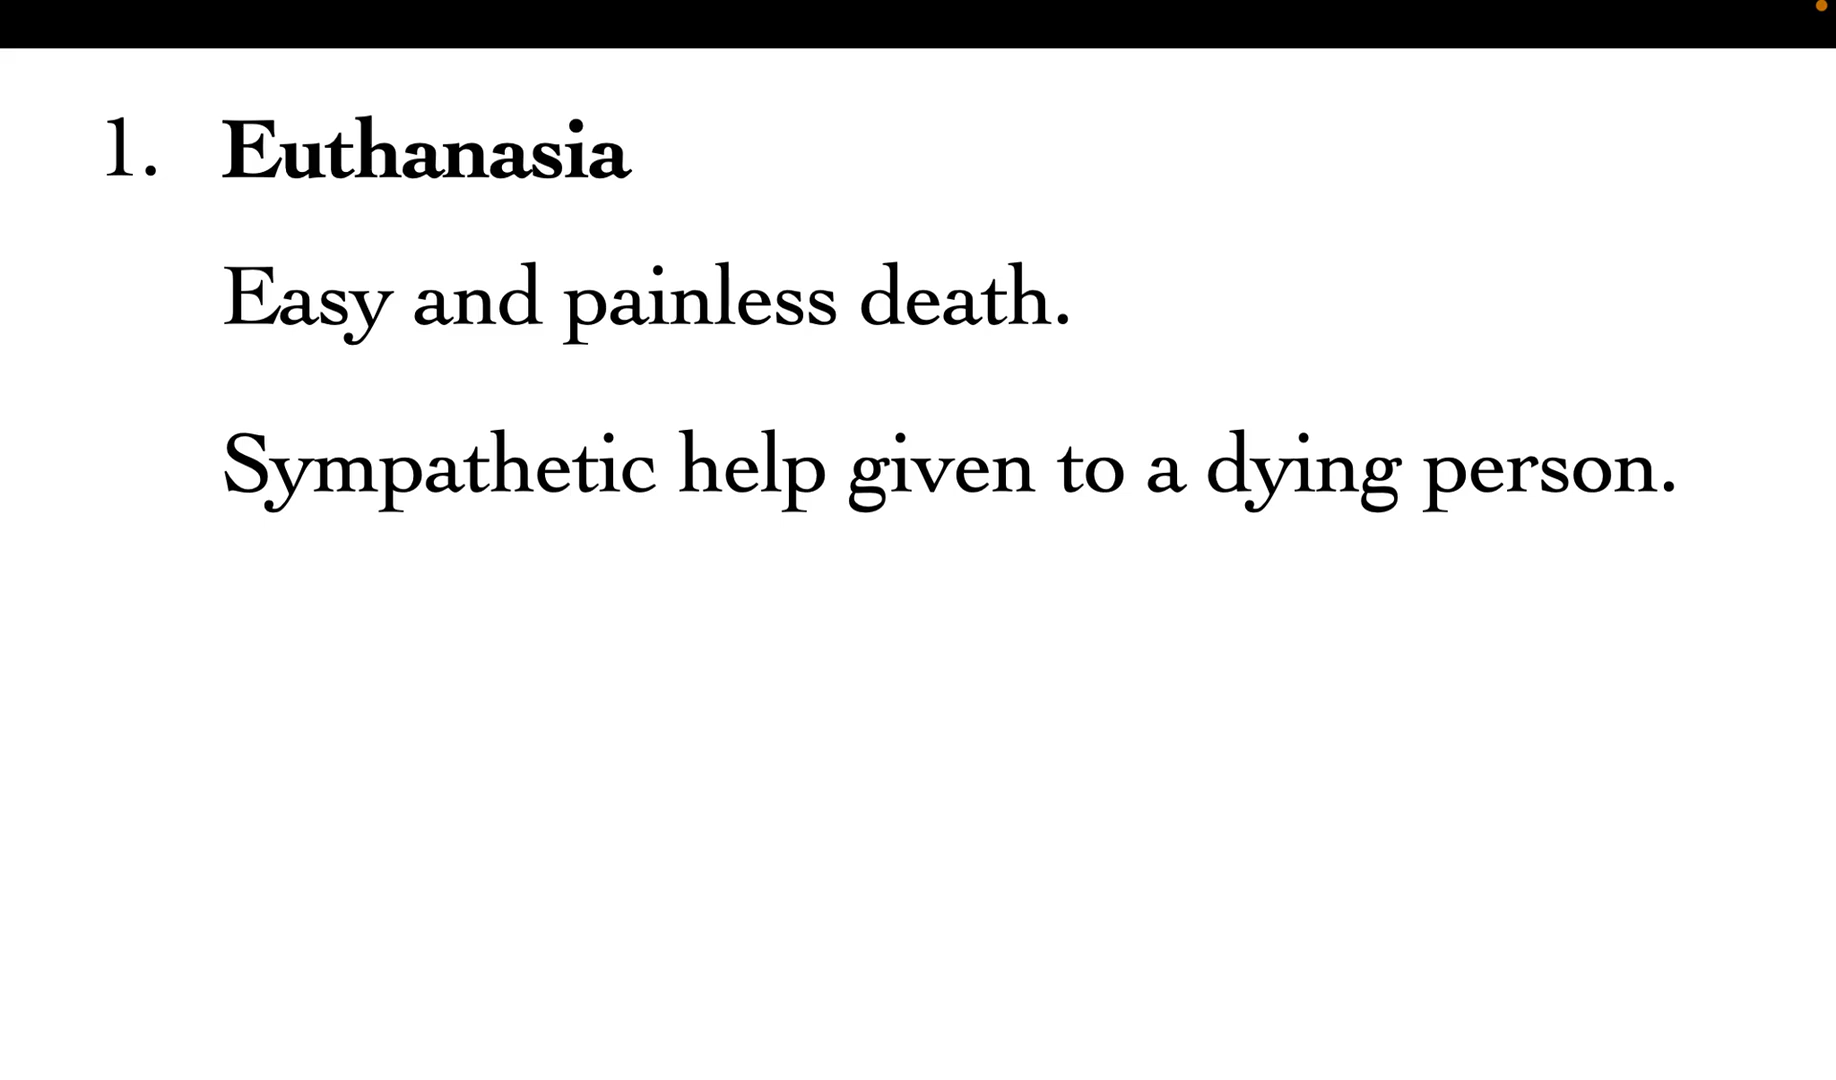 1. Euthanasia
Easy and painless death.
Sympathetic help given to a dying person.